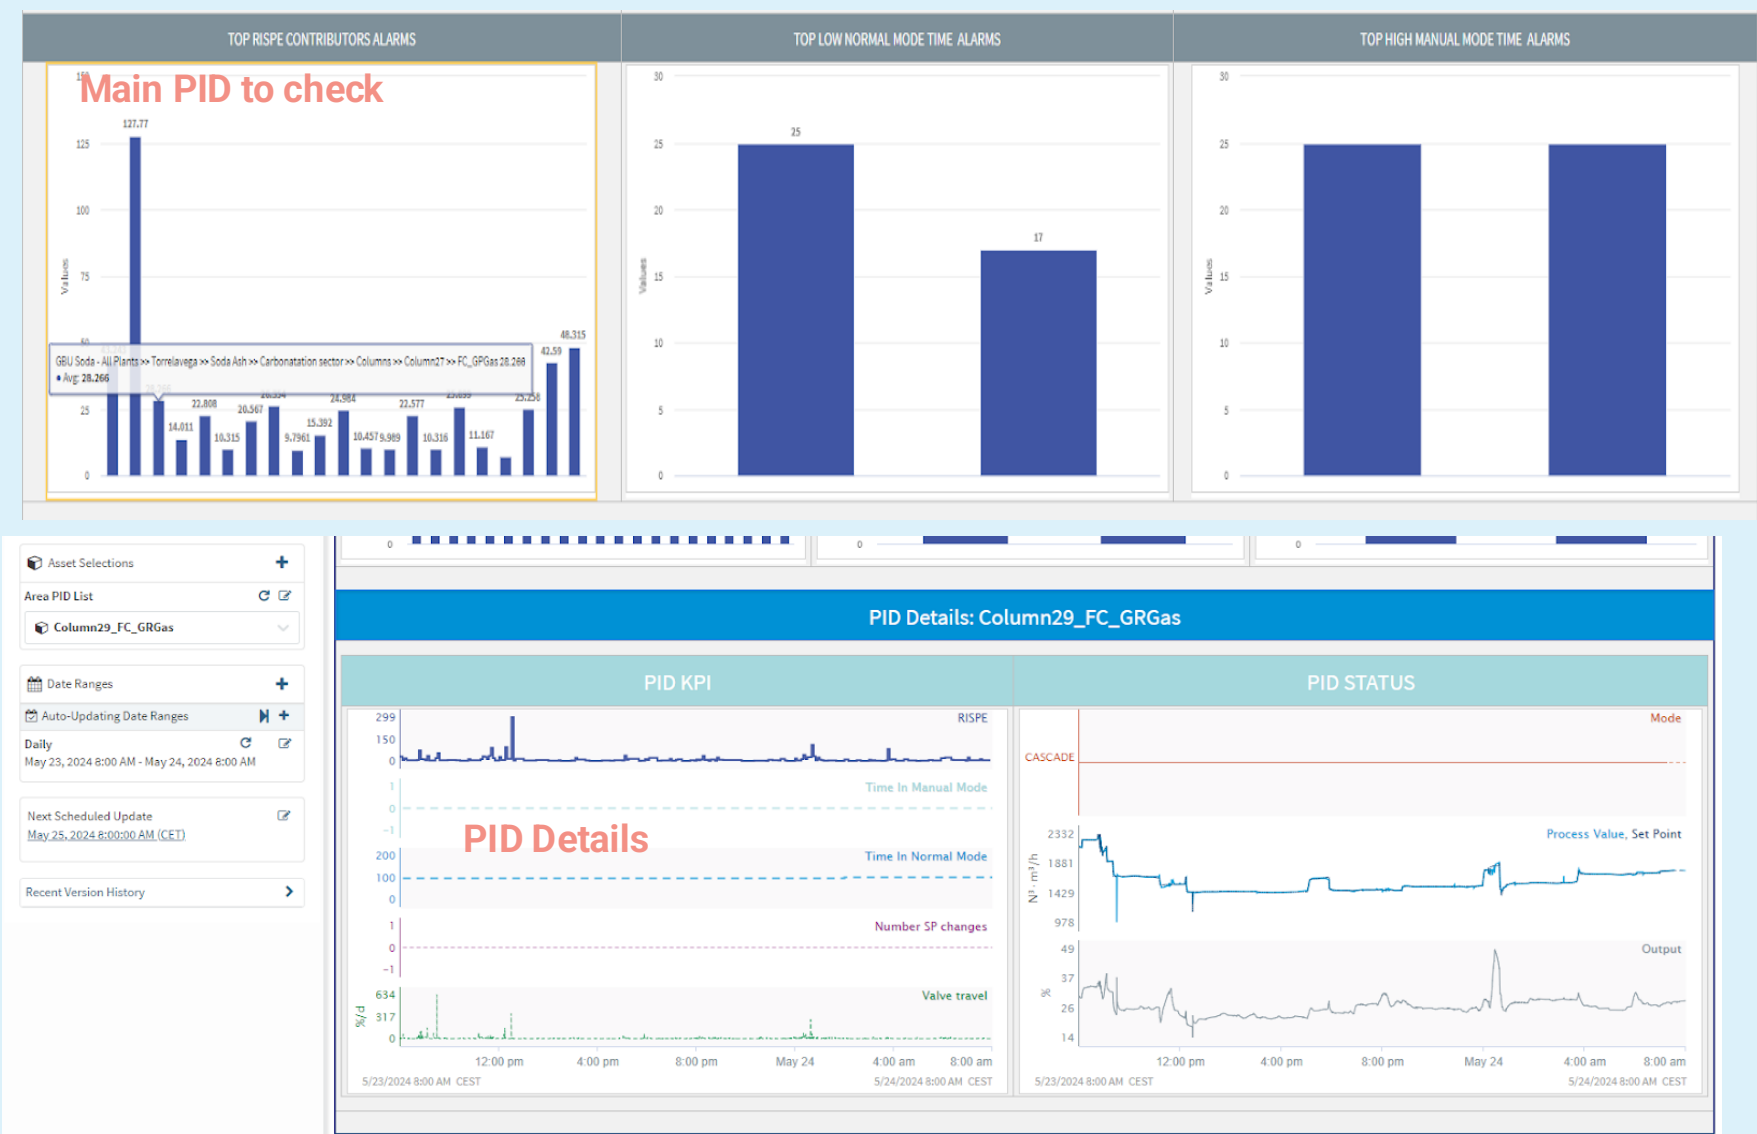 TOP RISPE CONTRIBUTORS ALARMS
TOP LOW NORMAL MODE TIME ALARMS
TOP HIGH MANUAL MODE TIME ALARMS
Main PID to check
127.77
125
100
75
25
0
Values
GBU Soda - All Plants >> Torrelavega >> Soda Ash >> Carbonatation sector >> Columns >> Column27 >> FC_GPGas 28.266
• Avg: 28.266
14.011
22.808
10.315
20.567
9.7961
15.392
24.984
10.457
9.989
22.577
10.316
11.167
25.258
42.59
48.315
30
25
20
15
10
5
0
Values
25
17
30
25
20
15
10
5
0
Values
Asset Selections
Area PID List
Column29_FC_GRGas
Date Ranges
Auto-Updating Date Ranges
Daily
May 23, 2024 8:00 AM - May 24, 2024 8:00 AM
Next Scheduled Update
May 25, 2024 8:00:00 AM (CET)
Recent Version History
0
0
0
PID Details: Column29_FC_GRGas
PID KPI
PID STATUS
299
150
0
RISPE
1
0
-1
Time In Manual Mode
PID Details
200
100
0
Time In Normal Mode
1
0
-1
Number SP changes
634
317
0
%/d
Valve travel
12:00 pm
4:00 pm
8:00 pm
May 24
4:00 am
8:00 am
5/23/2024 8:00 AM CEST
5/24/2024 8:00 AM CEST
Mode
CASCADE
2332
1881
1429
978
N³·m³/h
Process Value, Set Point
49
37
26
14
%
Output
12:00 pm
4:00 pm
8:00 pm
May 24
4:00 am
8:00 am
5/23/2024 8:00 AM CEST
5/24/2024 8:00 AM CEST